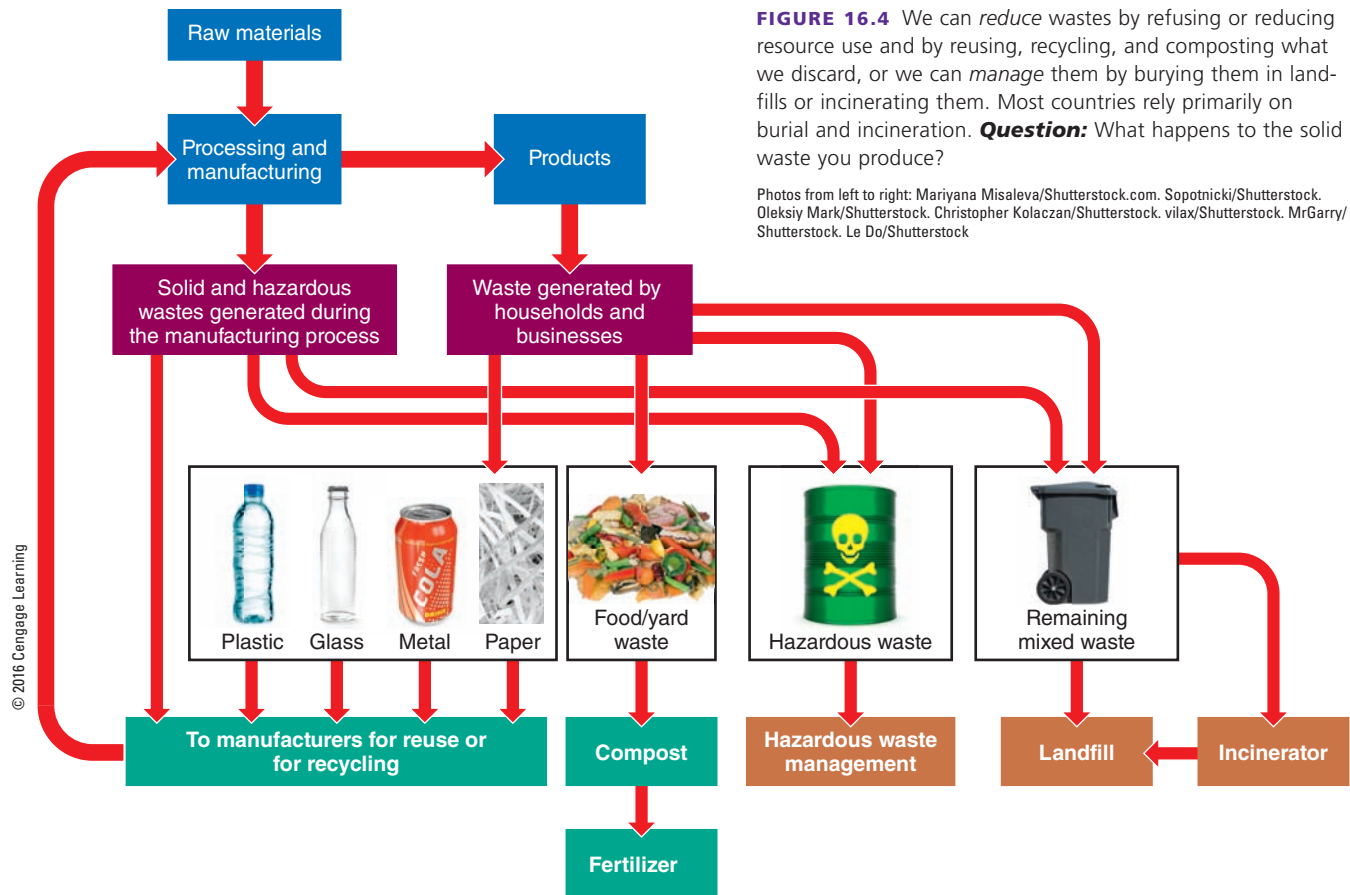 Raw materials
Processing and
manufacturing
Products
FIGURE 16.4 We can reduce wastes by refusing or reducing
resource use and by reusing, recycling, and composting what
we discard, or we can manage them by burying them in land-
fills or incinerating them. Most countries rely primarily on
burial and incineration. Question: What happens to the solid
waste you produce?
Photos from left to right: Mariyana Misaleva/Shutterstock.com. Sopotnicki/Shutterstock.
Oleksiy Mark/Shutterstock. Christopher Kolaczan/Shutterstock. vilax/Shutterstock. MrGarry/
Shutterstock. Le Do/Shutterstock
Solid and hazardous
wastes generated during
the manufacturing process
Waste generated by
households and
businesses
COLA
Plastic
Glass
Metal
Paper
Food/yard
waste
Hazardous waste
Remaining
mixed waste
To manufacturers for reuse or
for recycling
Compost
Hazardous waste
management
Landfill
Incinerator
Fertilizer
© 2016 Cengage Learning